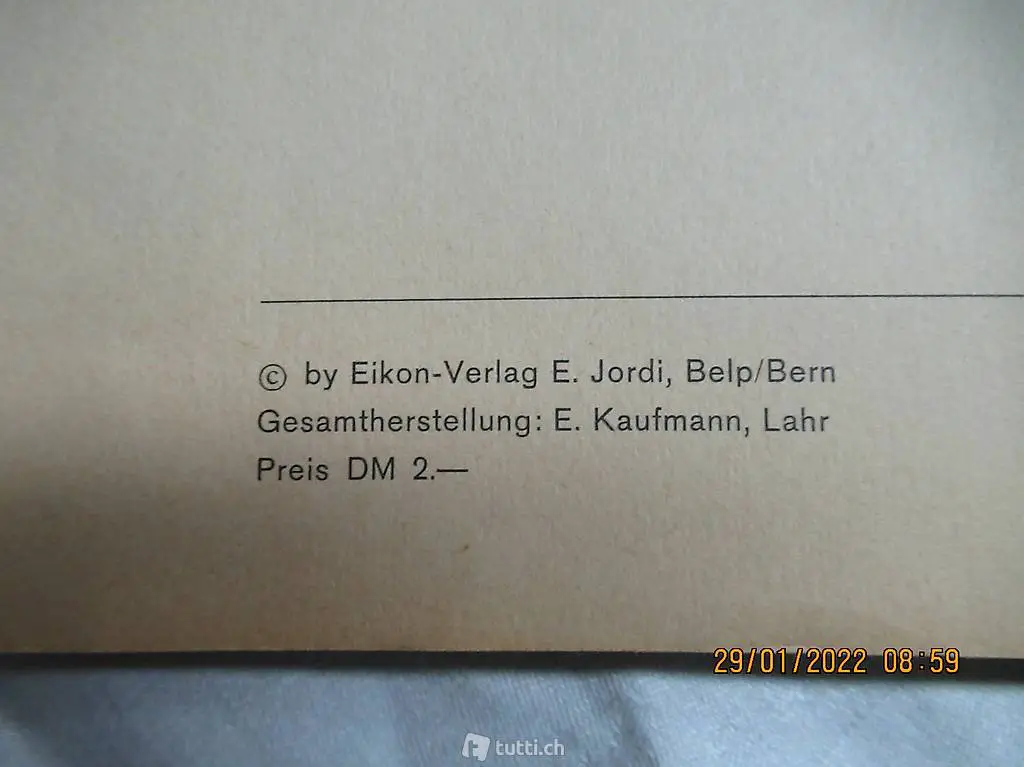 © by Eikon-Verlag E. Jordi, Belp/Bern
Gesamtherstellung: E. Kaufmann, Lahr
Preis DM 2.—
29/01/2022 08:59
tutti.ch